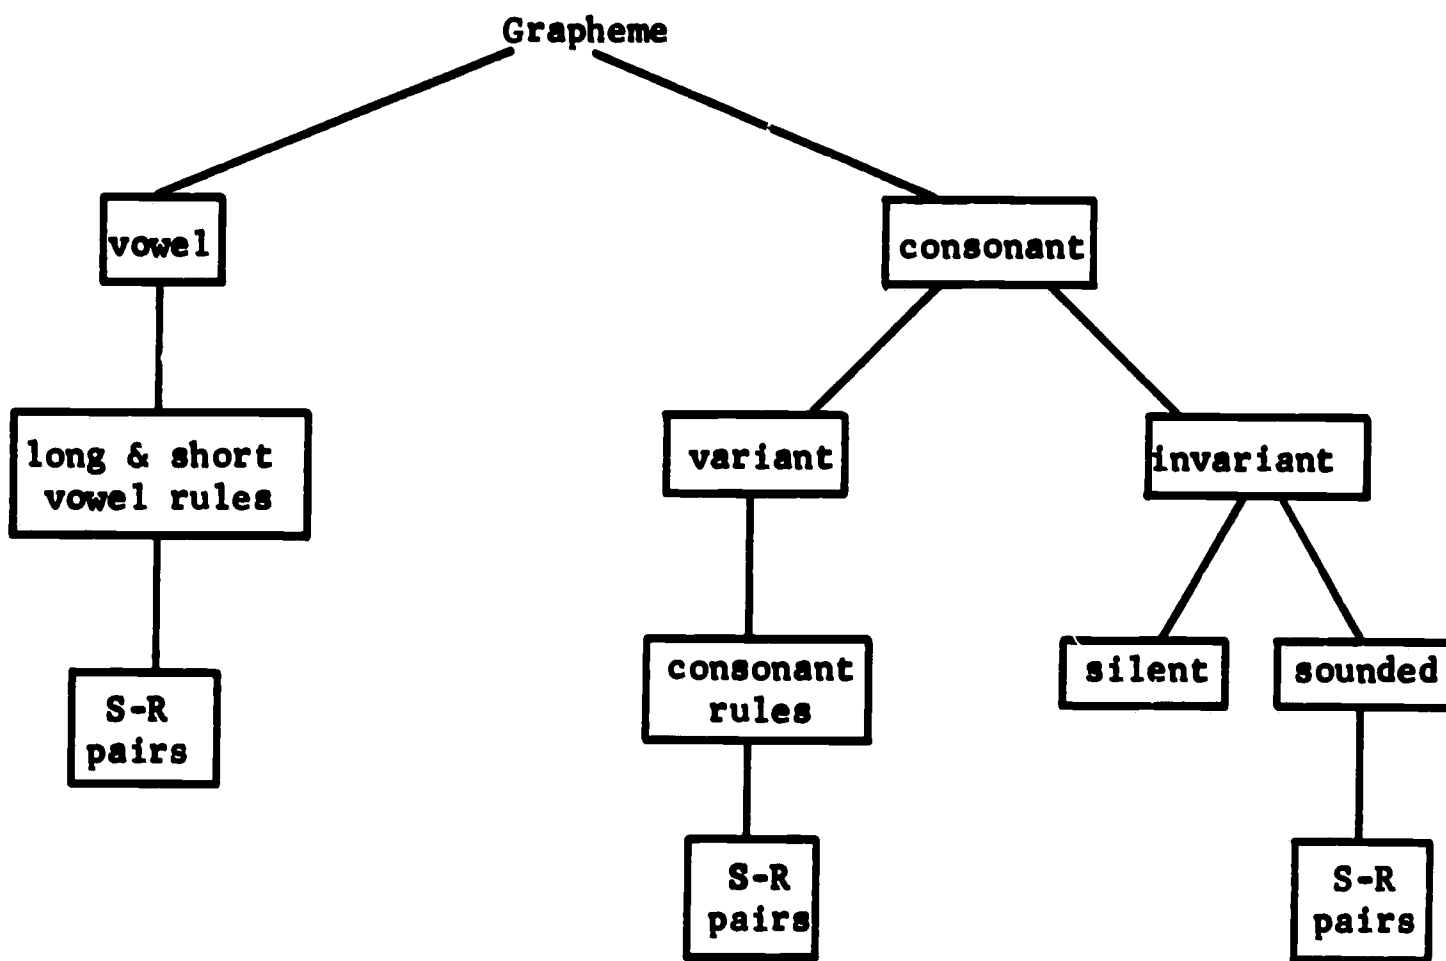 Grapheme
vowel
consonant
long & short
vowel rules
variant
invariant
S-R
pairs
consonant
rules
silent
sounded
S-R
pairs
S-R
pairs